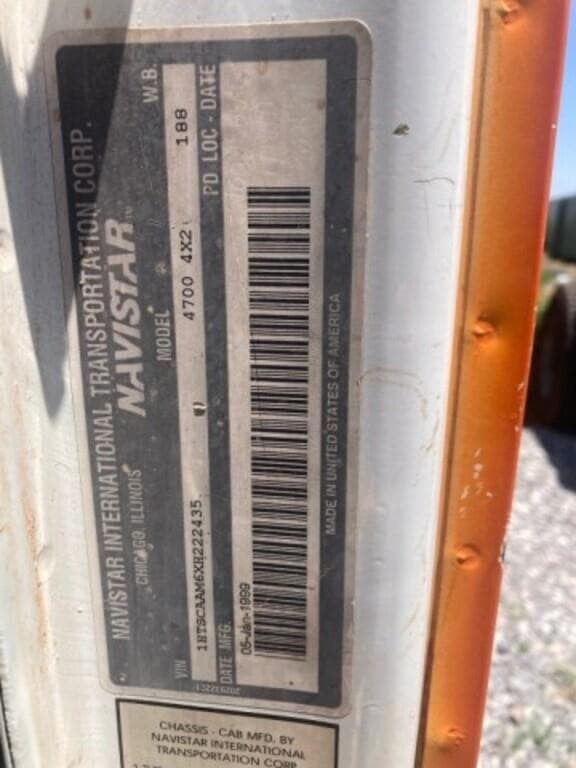 NAVISTAR INTERNATIONAL TRANSPORTATION CORP.
CHICAGO, ILLINOIS NAVISTAR™
VIN MODEL W.B.
1HTSCAAM6XH222435 4700 4X2 188
DATE MFG. PD LOC - DATE
05-Jan-1999
MADE IN UNITED STATES OF AMERICA
CHASSIS - CAB MFD. BY
NAVISTAR INTERNATIONAL
TRANSPORTATION CORP